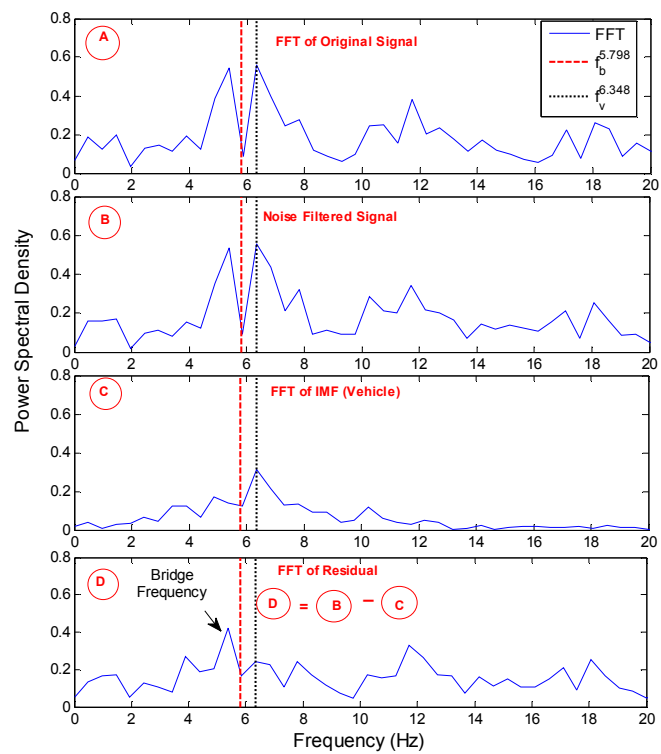 Power Spectral Density
0.8
0.6
0.4
0.2
0
0 2 4 6 8 10 12 14 16 18 20
A
FFT of Original Signal
FFT
f_b^5.798
f_v^6.348
0.8
0.6
0.4
0.2
0
0 2 4 6 8 10 12 14 16 18 20
B
Noise Filtered Signal
0.8
0.6
0.4
0.2
0
0 2 4 6 8 10 12 14 16 18 20
C
FFT of IMF (Vehicle)
0.8
0.6
0.4
0.2
0
0 2 4 6 8 10 12 14 16 18 20
D
Bridge
Frequency
FFT of Residual
D = B − C
Frequency (Hz)